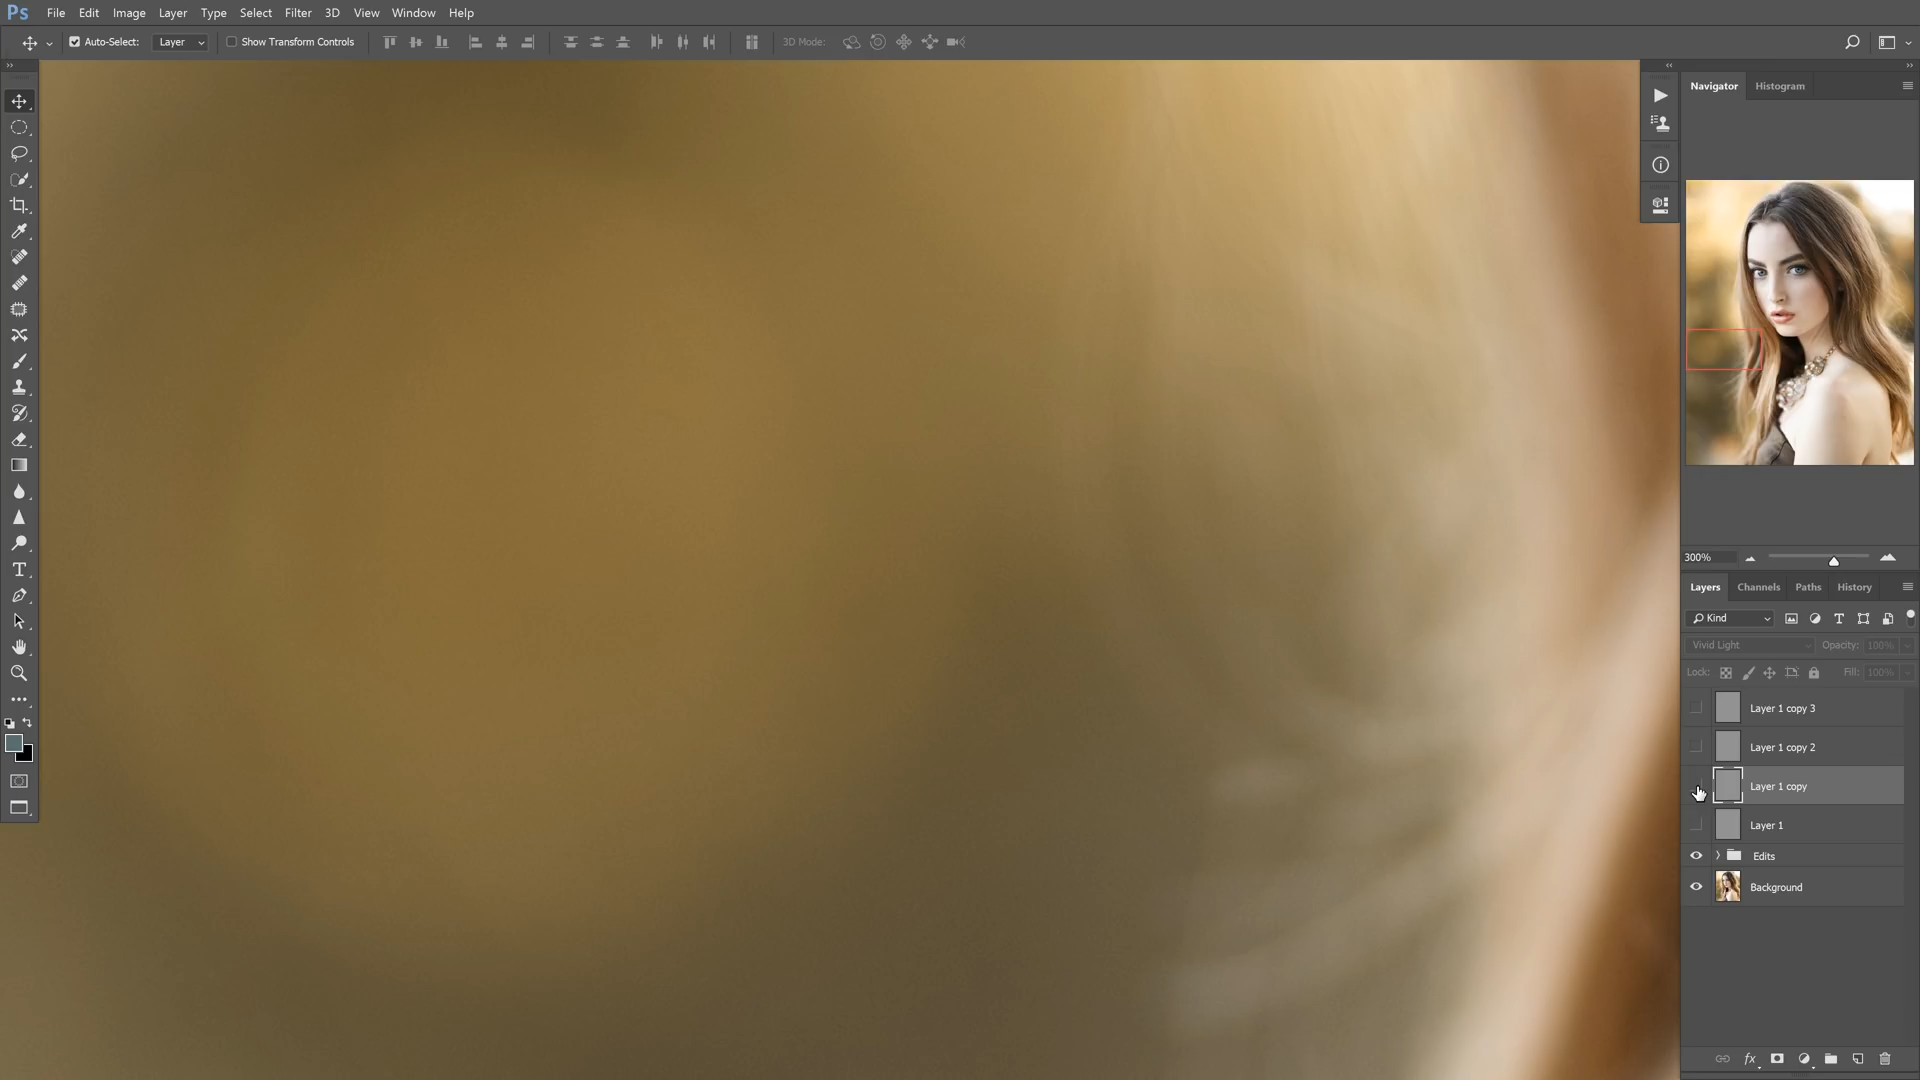 Ps File Edit Image Layer Type Select Filter 3D View Window Help
Auto-Select: Layer Show Transform Controls 3D Mode:
Navigator Histogram
300%
Layers Channels Paths History
Kind
Vivid Light Opacity: 100%
Lock: Fill: 100%
Layer 1 copy 3
Layer 1 copy 2
Layer 1 copy
Layer 1
Edits
Background
fx